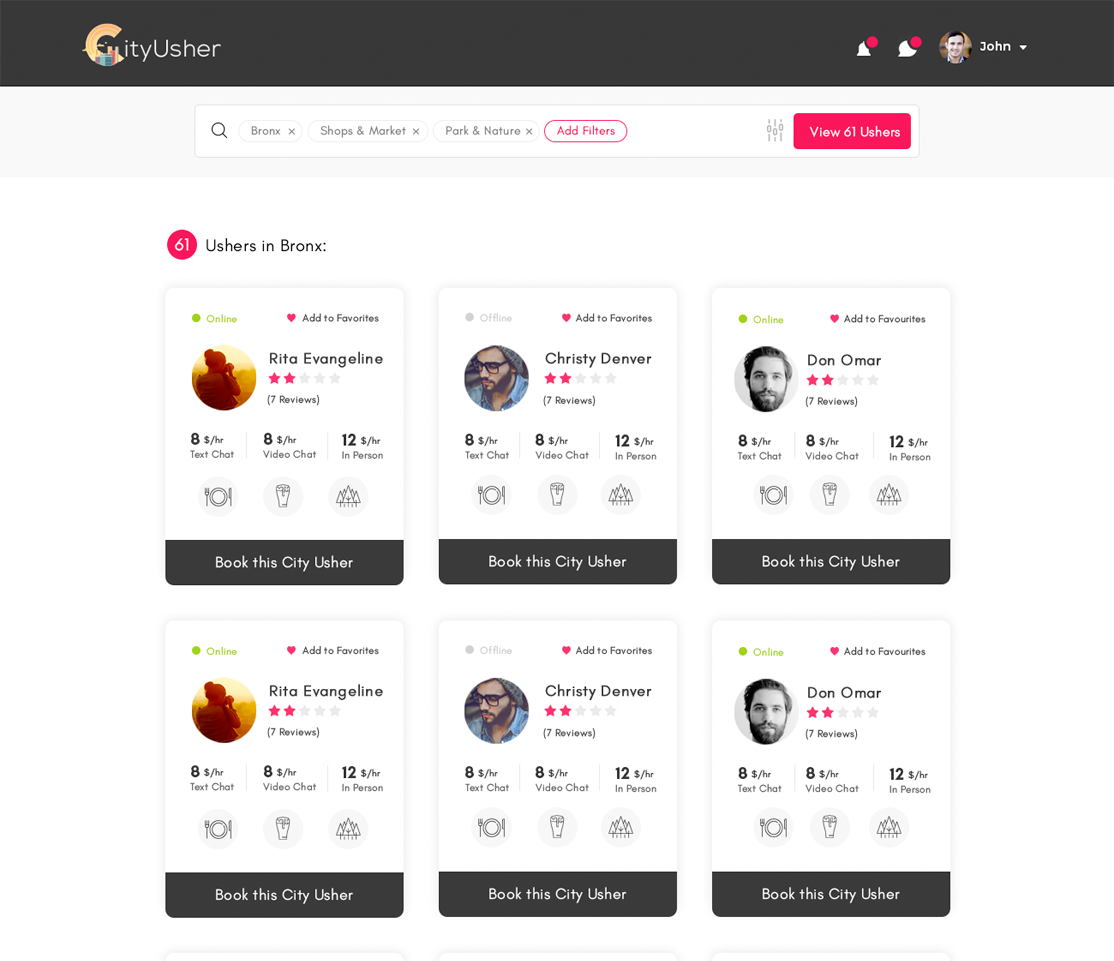 CityUsher
John
Bronx × Shops & Market × Park & Nature × Add Filters
View 61 Ushers
61 Ushers in Bronx:
Online Add to Favorites
Rita Evangeline
(7 Reviews)
8 $/hr 8 $/hr 12 $/hr
Text Chat Video Chat In Person
Book this City Usher
Offline Add to Favorites
Christy Denver
(7 Reviews)
8 $/hr 8 $/hr 12 $/hr
Text Chat Video Chat In Person
Book this City Usher
Online Add to Favourites
Don Omar
(7 Reviews)
8 $/hr 8 $/hr 12 $/hr
Text Chat Video Chat In Person
Book this City Usher
Online Add to Favorites
Rita Evangeline
(7 Reviews)
8 $/hr 8 $/hr 12 $/hr
Text Chat Video Chat In Person
Book this City Usher
Offline Add to Favorites
Christy Denver
(7 Reviews)
8 $/hr 8 $/hr 12 $/hr
Text Chat Video Chat In Person
Book this City Usher
Online Add to Favourites
Don Omar
(7 Reviews)
8 $/hr 8 $/hr 12 $/hr
Text Chat Video Chat In Person
Book this City Usher